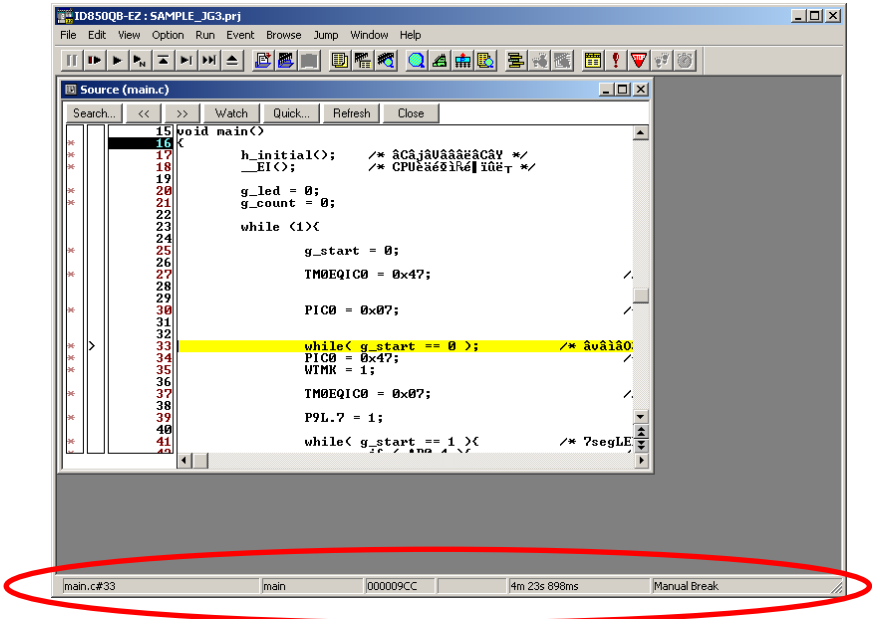 ID850QB-EZ : SAMPLE_JG3.prj
File Edit View Option Run Event Browse Jump Window Help
Source (main.c)
Search... << >> Watch Quick... Refresh Close
15 void main()
16 {
17 h_initial(); /* */
18 __EI(); /* */
19
20 g_led = 0;
21 g_count = 0;
22
23 while (1){
24
25 g_start = 0;
26
27 TM0EQIC0 = 0x47; /
28
29
30 PIC0 = 0x07; /
31
32
33 while( g_start == 0 ); /*
34 PIC0 = 0x47; /
35 WTMK = 1;
36
37 TM0EQIC0 = 0x07; /
38
39 P9L.7 = 1;
40
41 while( g_start == 1 ){ /* 7segLE
main.c#33 main 000009CC 4m 23s 898ms Manual Break